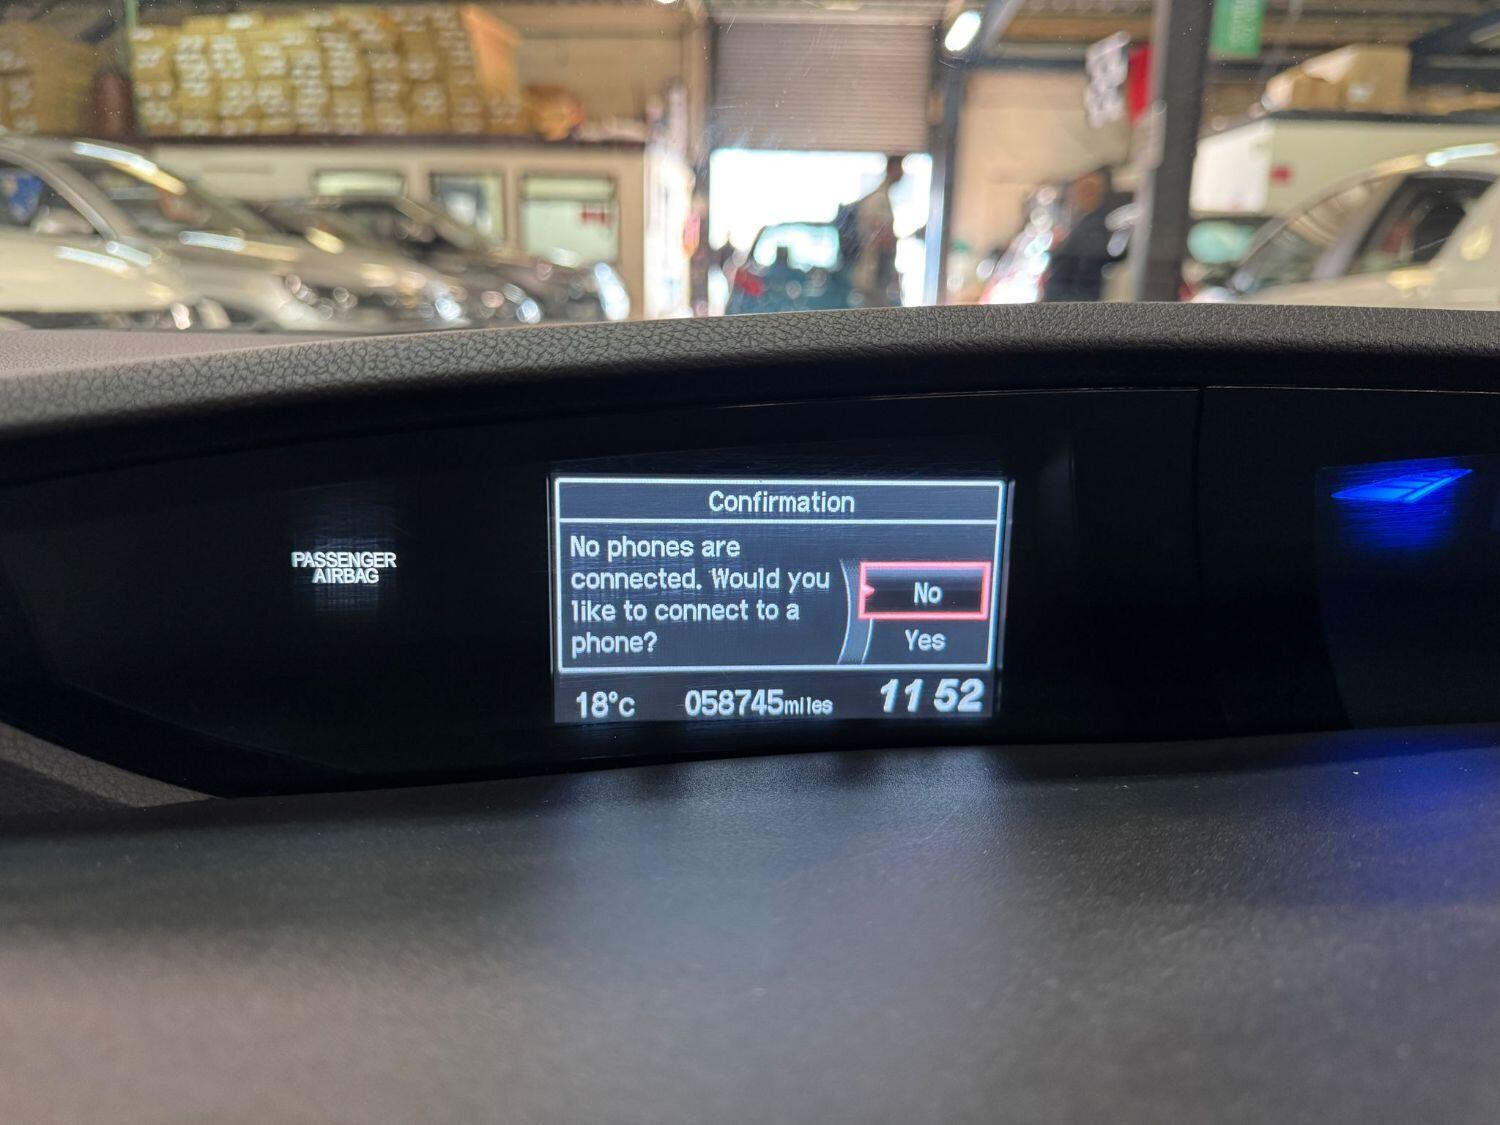 PASSENGER
AIRBAG
Confirmation
No phones are
connected. Would you
like to connect to a
phone?
No
Yes
18°c
058745miles
11 52